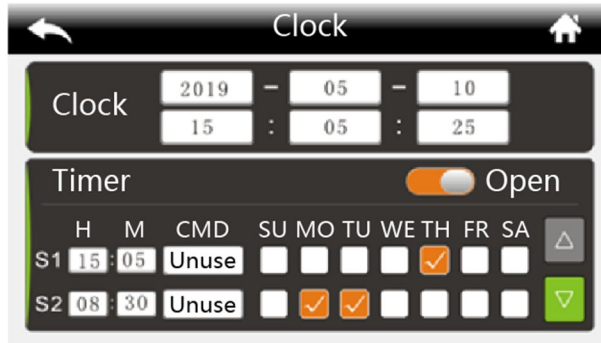 Clock
Clock 2019 - 05 - 10
15 : 05 : 25
Timer Open
H M CMD SU MO TU WE TH FR SA
S1 15:05 Unuse
S2 08:30 Unuse